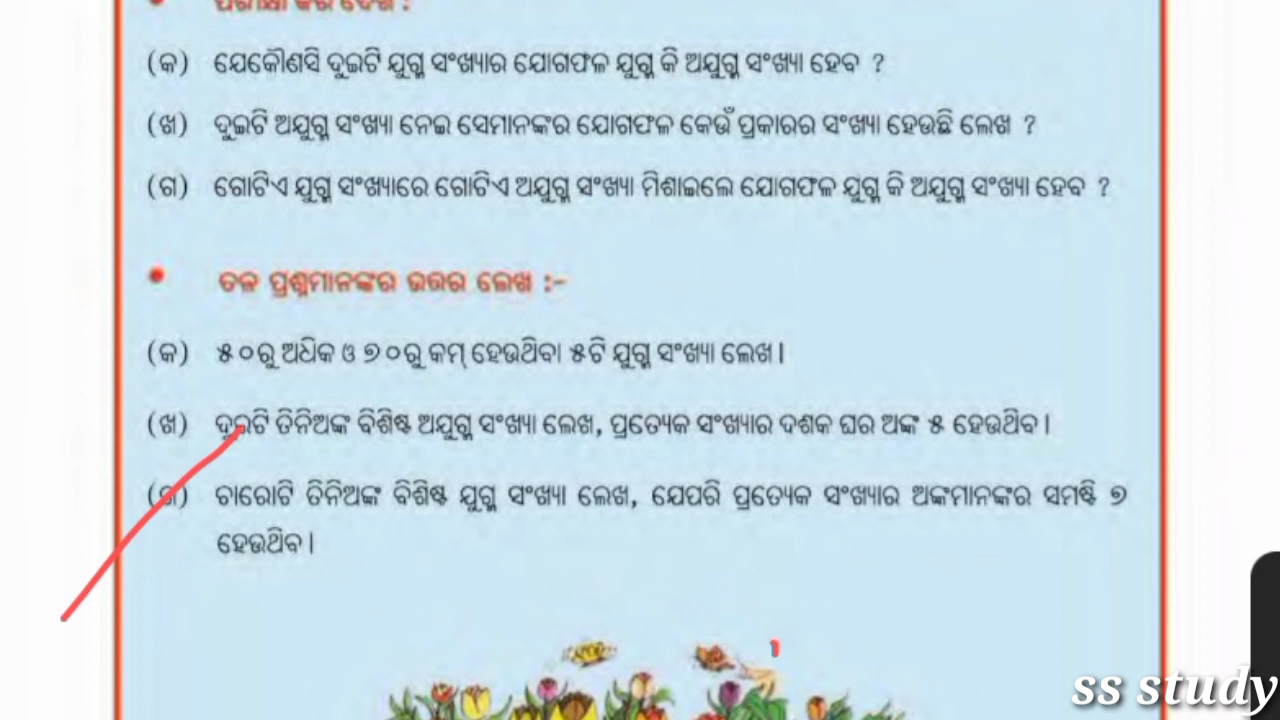 ପରୀକ୍ଷା କରି ଦେଖ :
(କ) ଯେକୌଣସି ଦୁଇଟି ଯୁଗ୍ମ ସଂଖ୍ୟାର ଯୋଗଫଳ ଯୁଗ୍ମ କି ଅଯୁଗ୍ମ ସଂଖ୍ୟା ହେବ ?
(ଖ) ଦୁଇଟି ଅଯୁଗ୍ମ ସଂଖ୍ୟା ନେଇ ସେମାନଙ୍କର ଯୋଗଫଳ କେଉଁ ପ୍ରକାରର ସଂଖ୍ୟା ହେଉଛି ଲେଖ ?
(ଗ) ଗୋଟିଏ ଯୁଗ୍ମ ସଂଖ୍ୟାରେ ଗୋଟିଏ ଅଯୁଗ୍ମ ସଂଖ୍ୟା ମିଶାଇଲେ ଯୋଗଫଳ ଯୁଗ୍ମ କି ଅଯୁଗ୍ମ ସଂଖ୍ୟା ହେବ ?
ତଳ ପ୍ରଶ୍ନମାନଙ୍କର ଉତ୍ତର ଲେଖ :-
(କ) ୫୦ରୁ ଅଧିକ ଓ ୭୦ରୁ କମ୍ ହେଉଥିବା ୫ଟି ଯୁଗ୍ମ ସଂଖ୍ୟା ଲେଖ।
(ଖ) ଦୁଇଟି ତିନିଅଙ୍କ ବିଶିଷ୍ଟ ଅଯୁଗ୍ମ ସଂଖ୍ୟା ଲେଖ, ପ୍ରତ୍ୟେକ ସଂଖ୍ୟାର ଦଶକ ଘର ଅଙ୍କ ୫ ହେଉଥିବ।
(ଗ) ଚାରୋଟି ତିନିଅଙ୍କ ବିଶିଷ୍ଟ ଯୁଗ୍ମ ସଂଖ୍ୟା ଲେଖ, ଯେପରି ପ୍ରତ୍ୟେକ ସଂଖ୍ୟାର ଅଙ୍କମାନଙ୍କର ସମଷ୍ଟି ୭
ହେଉଥିବ।
ss study